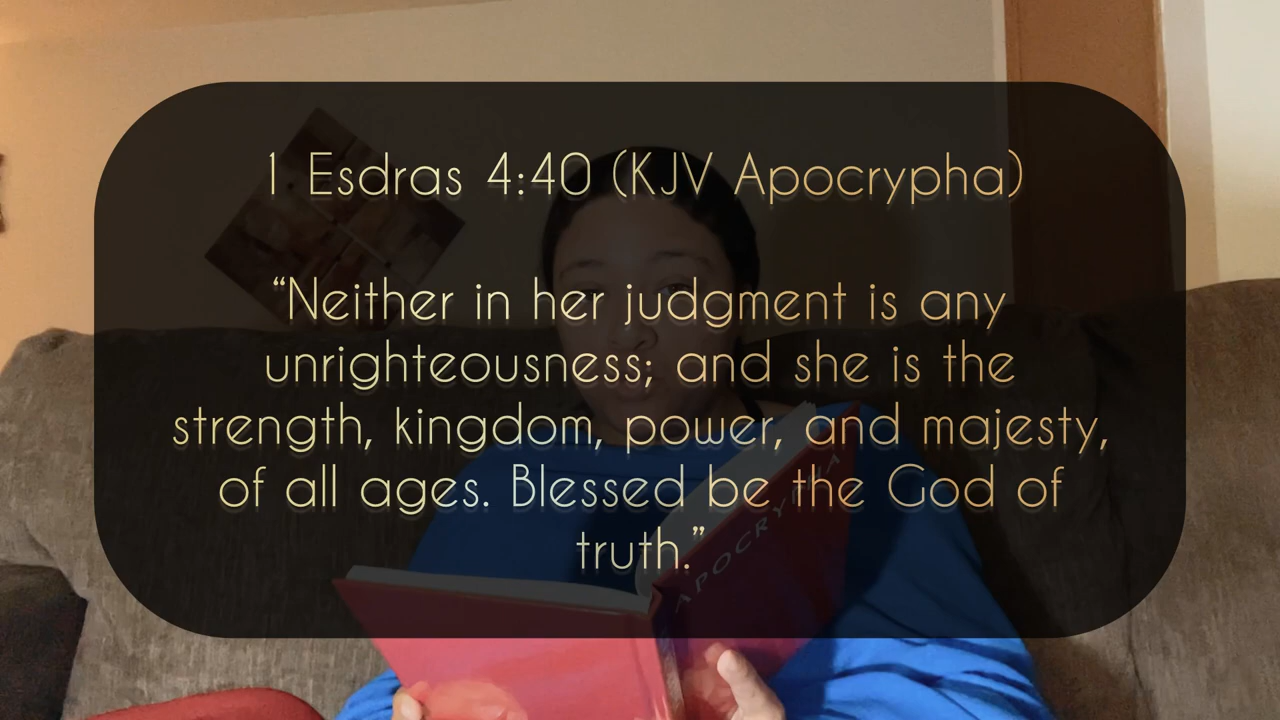 1 Esdras 4:40 (KJV Apocrypha)
“Neither in her judgment is any
unrighteousness; and she is the
strength, kingdom, power, and majesty,
of all ages. Blessed be the God of
truth.”
APOCRYPHA